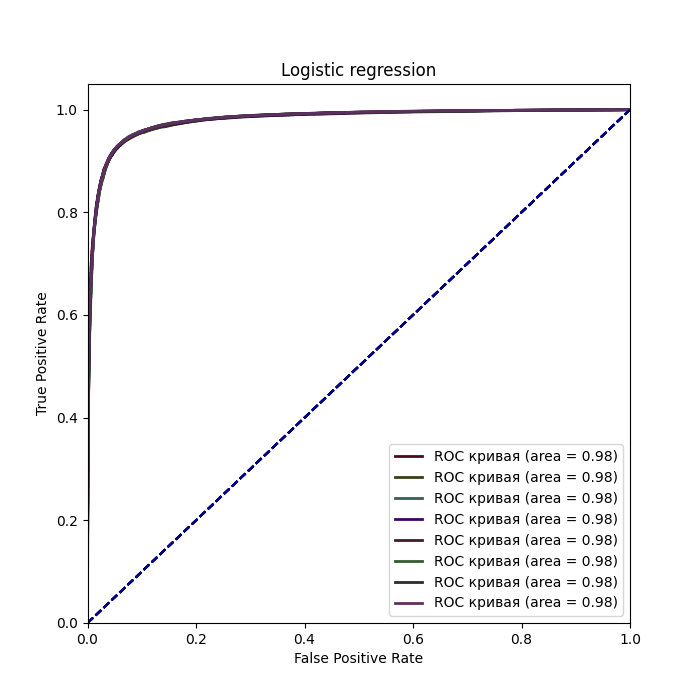 Logistic regression
True Positive Rate
1.0
0.8
0.6
0.4
0.2
0.0
ROC кривая (area = 0.98)
ROC кривая (area = 0.98)
ROC кривая (area = 0.98)
ROC кривая (area = 0.98)
ROC кривая (area = 0.98)
ROC кривая (area = 0.98)
ROC кривая (area = 0.98)
ROC кривая (area = 0.98)
0.0 0.2 0.4 0.6 0.8 1.0
False Positive Rate